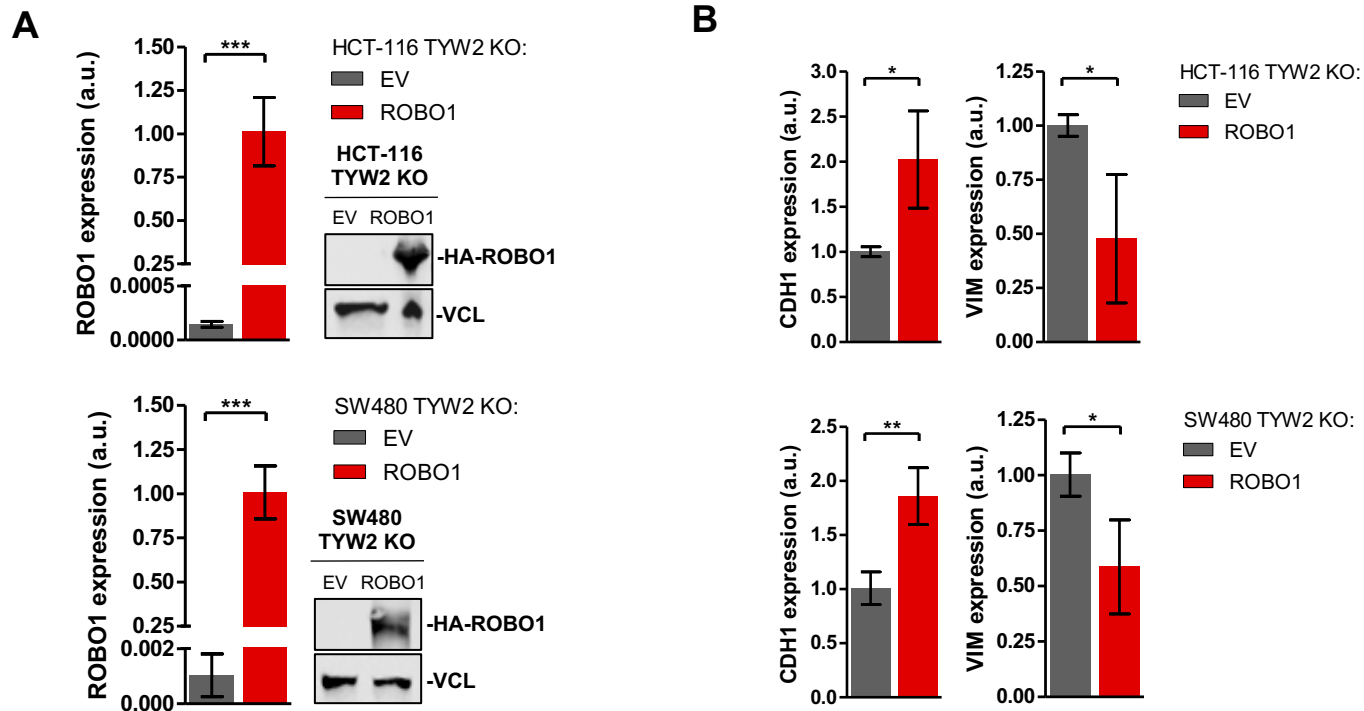 A
ROBO1 expression (a.u.)
1.50
1.25
1.00
0.75
0.50
0.25
0.0005
0.0000
***
HCT-116 TYW2 KO:
EV
ROBO1
HCT-116
TYW2 KO
EV ROBO1
-HA-ROBO1
-VCL
ROBO1 expression (a.u.)
1.50
1.25
1.00
0.75
0.50
0.25
0.002
0.000
***
SW480 TYW2 KO:
EV
ROBO1
SW480
TYW2 KO
EV ROBO1
-HA-ROBO1
-VCL
B
CDH1 expression (a.u.)
3.0
2.5
2.0
1.5
1.0
0.5
0.0
*
VIM expression (a.u.)
1.25
1.00
0.75
0.50
0.25
0.00
*
HCT-116 TYW2 KO:
EV
ROBO1
CDH1 expression (a.u.)
2.5
2.0
1.5
1.0
0.5
0.0
**
VIM expression (a.u.)
1.25
1.00
0.75
0.50
0.25
0.00
*
SW480 TYW2 KO:
EV
ROBO1